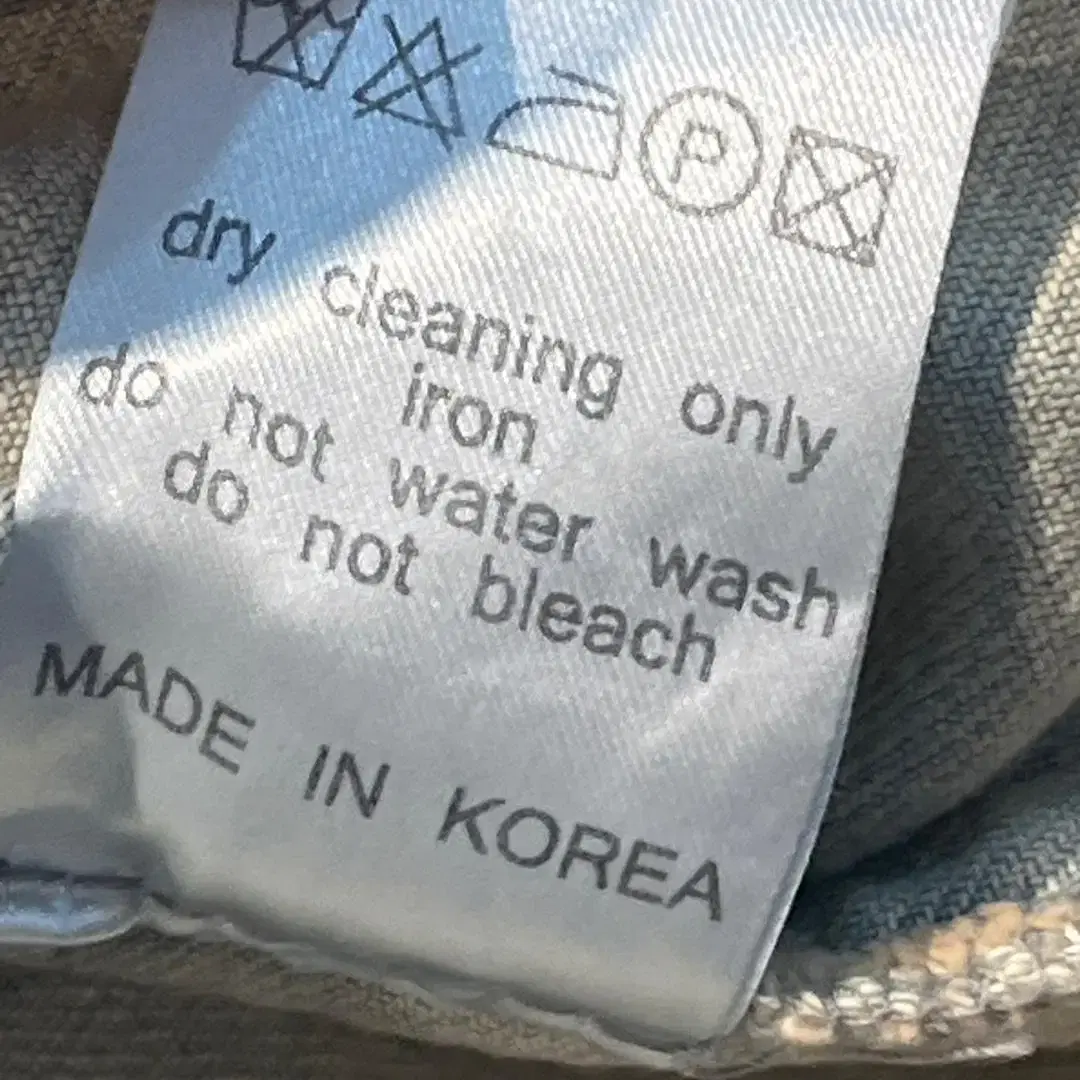 P
dry cleaning only
iron
do not water wash
do not bleach
MADE IN KOREA